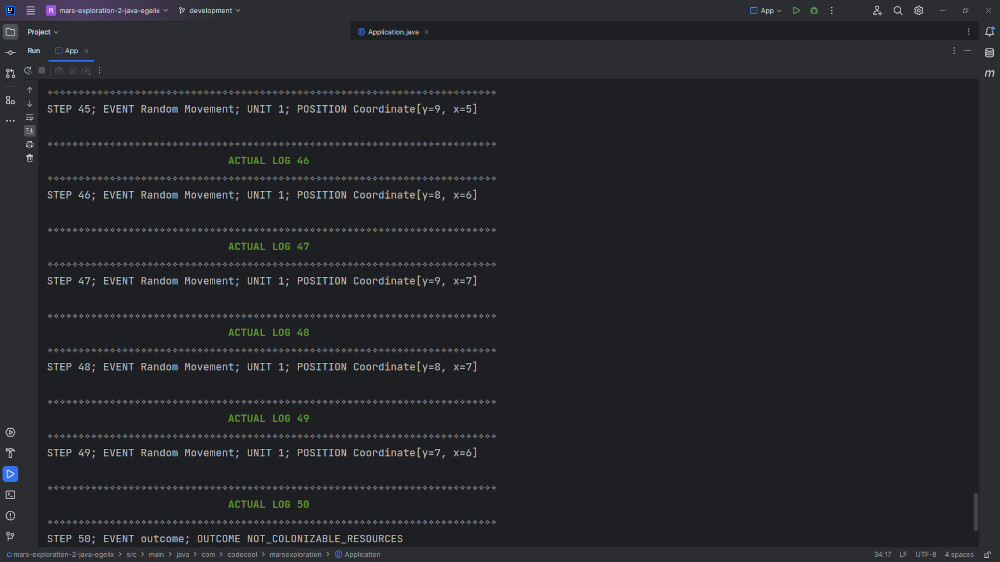 mars-exploration-2-java-egelix
development
App
Project
Application.java
Run
App
STEP 45; EVENT Random Movement; UNIT 1; POSITION Coordinate[y=9, x=5]
ACTUAL LOG 46
STEP 46; EVENT Random Movement; UNIT 1; POSITION Coordinate[y=8, x=6]
ACTUAL LOG 47
STEP 47; EVENT Random Movement; UNIT 1; POSITION Coordinate[y=9, x=7]
ACTUAL LOG 48
STEP 48; EVENT Random Movement; UNIT 1; POSITION Coordinate[y=8, x=7]
ACTUAL LOG 49
STEP 49; EVENT Random Movement; UNIT 1; POSITION Coordinate[y=7, x=6]
ACTUAL LOG 50
STEP 50; EVENT outcome; OUTCOME NOT_COLONIZABLE_RESOURCES
mars-exploration-2-java-egelix > src > main > java > com > codecool > marsexploration > Application
34:17 LF UTF-8 4 spaces